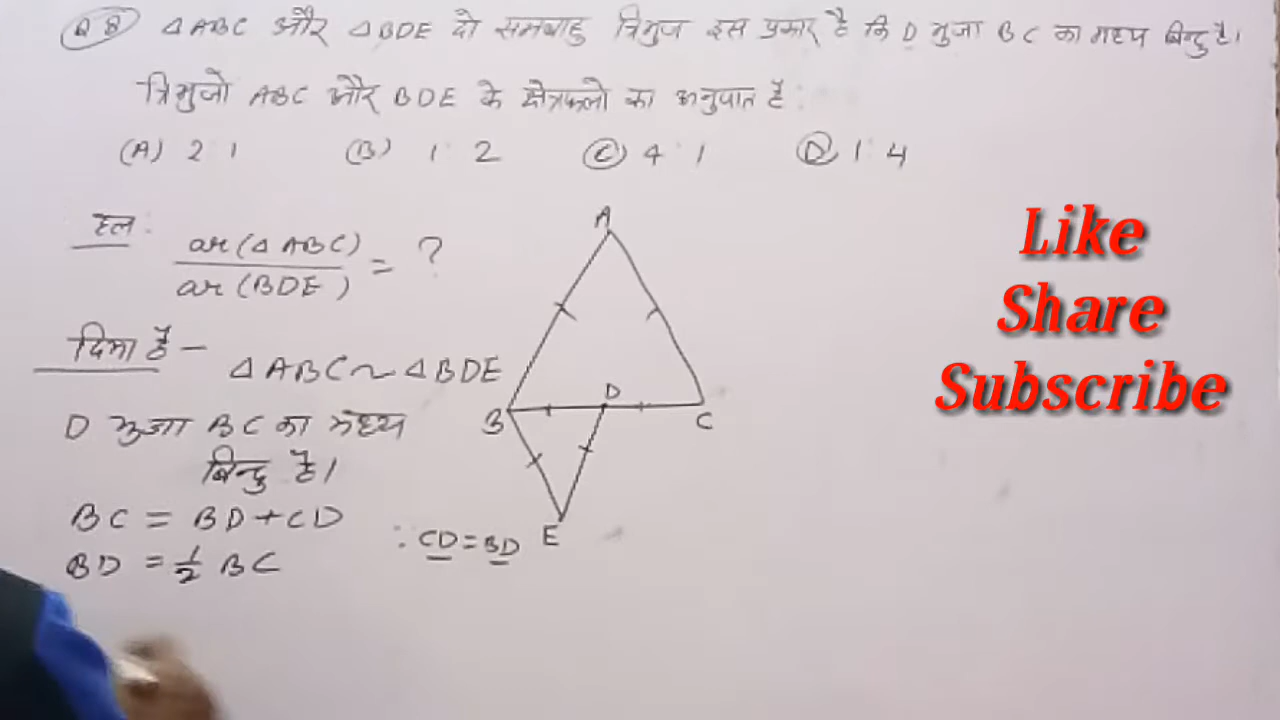 Q 8 △ABC और △BDE दो समबाहु त्रिभुज इस प्रकार है कि D भुजा BC का मध्य बिन्दु है।
त्रिभुजो ABC और BDE के क्षेत्रफलो का अनुपात है:
(A) 2:1 (B) 1:2 (C) 4:1 (D) 1:4
हल:
ar(△ABC)
ar(BDE) = ?
दिया है — △ABC ~ △BDE
D भुजा BC का मध्य
बिन्दु है।
BC = BD+CD
∵ CD = BD
BD = 1/2 BC
A
B
D
C
E
Like
Share
Subscribe